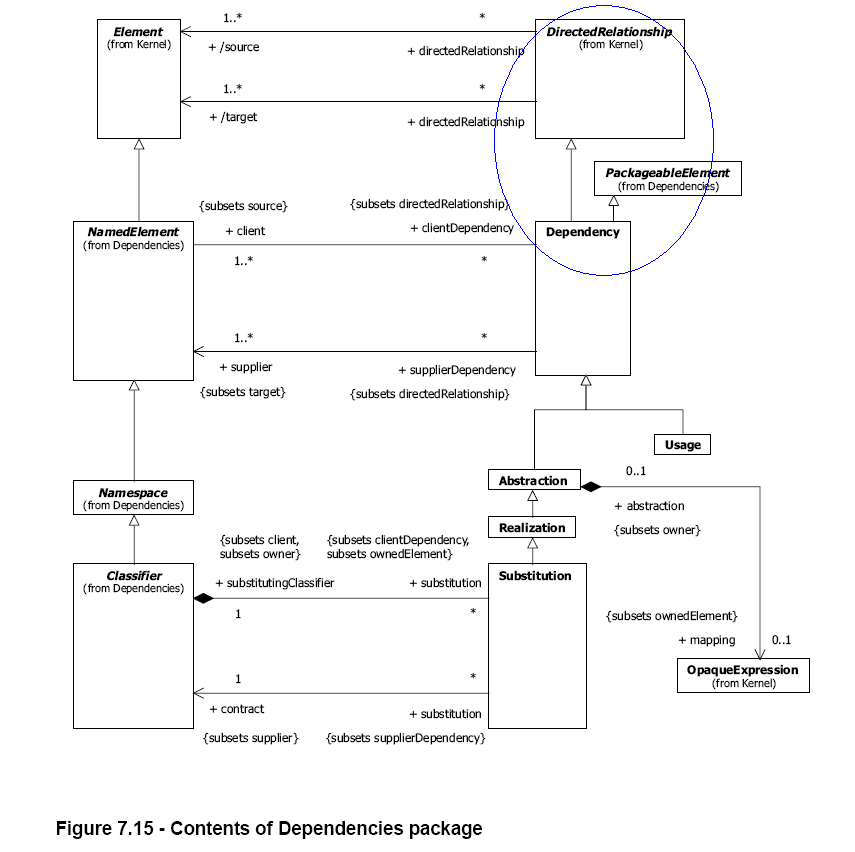 1..*
*
Element
(from Kernel)
DirectedRelationship
(from Kernel)
+ /source
+ directedRelationship
1..*
*
+ /target
+ directedRelationship
PackageableElement
(from Dependencies)
{subsets source}
{subsets directedRelationship}
NamedElement
(from Dependencies)
+ client
+ clientDependency
Dependency
1..*
*
1..*
*
+ supplier
+ supplierDependency
{subsets target}
{subsets directedRelationship}
Usage
0..1
Abstraction
Namespace
(from Dependencies)
+ abstraction
{subsets owner}
Realization
{subsets client,
subsets owner}
{subsets clientDependency,
subsets ownedElement}
Classifier
(from Dependencies)
+ substitutingClassifier
+ substitution
Substitution
1
*
{subsets ownedElement}
+ mapping
0..1
OpaqueExpression
(from Kernel)
1
*
+ contract
+ substitution
{subsets supplier}
{subsets supplierDependency}
Figure 7.15 - Contents of Dependencies package